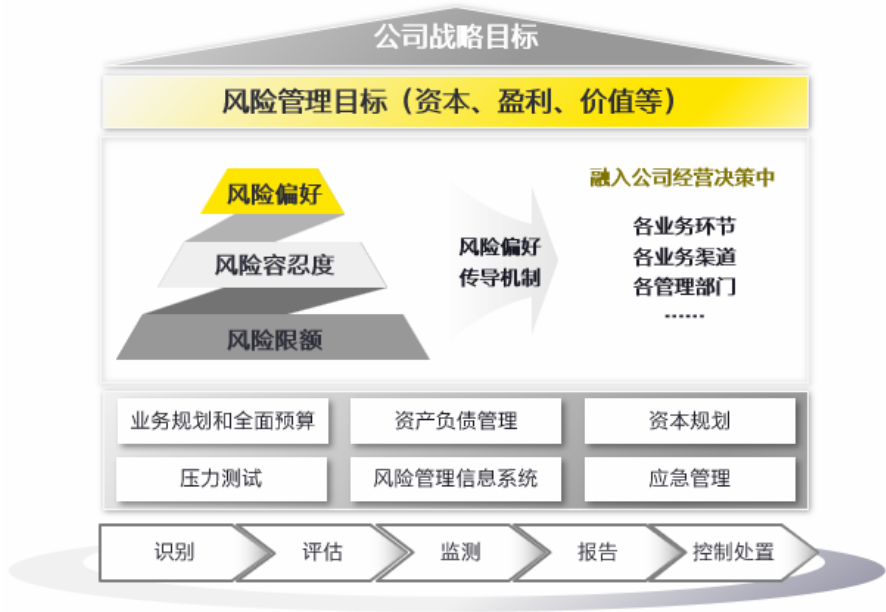 公司战略目标
风险管理目标（资本、盈利、价值等）
风险偏好
风险容忍度
风险限额
风险偏好
传导机制
融入公司经营决策中
各业务环节
各业务渠道
各管理部门
……
业务规划和全面预算
资产负债管理
资本规划
压力测试
风险管理信息系统
应急管理
识别
评估
监测
报告
控制处置